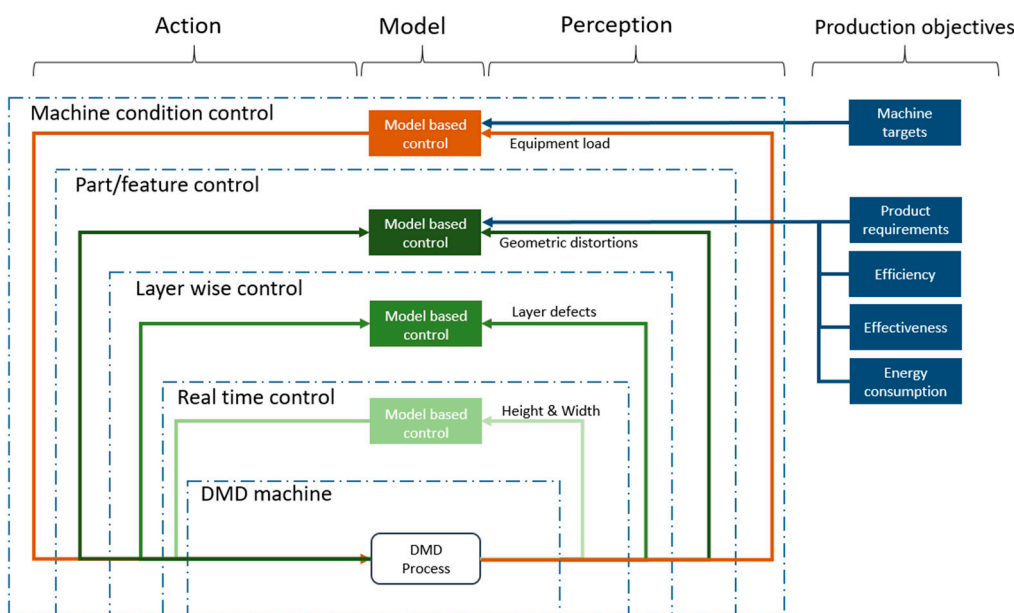 Action
Model
Perception
Production objectives
Machine condition control
Model based
control
Equipment load
Machine
targets
Part/feature control
Model based
control
Geometric distortions
Product
requirements
Efficiency
Layer wise control
Model based
control
Layer defects
Effectiveness
Energy
consumption
Real time control
Model based
control
Height & Width
DMD machine
DMD
Process